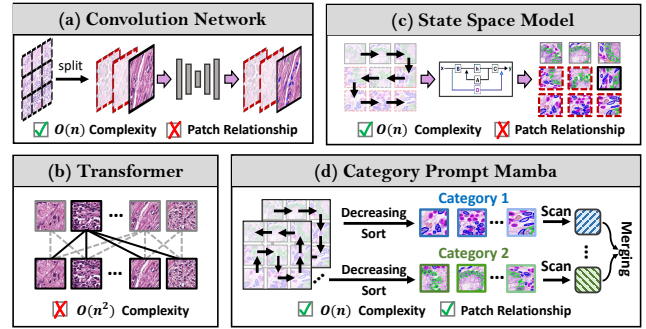 (a) Convolution Network
split
O(n) Complexity
Patch Relationship
(b) Transformer
...
...
O(n²) Complexity
(c) State Space Model
x
B
h
C
y
A
D
O(n) Complexity
Patch Relationship
(d) Category Prompt Mamba
Decreasing
Sort
Category 1
...
Scan
Decreasing
Sort
Category 2
...
Scan
Merging
O(n) Complexity
Patch Relationship